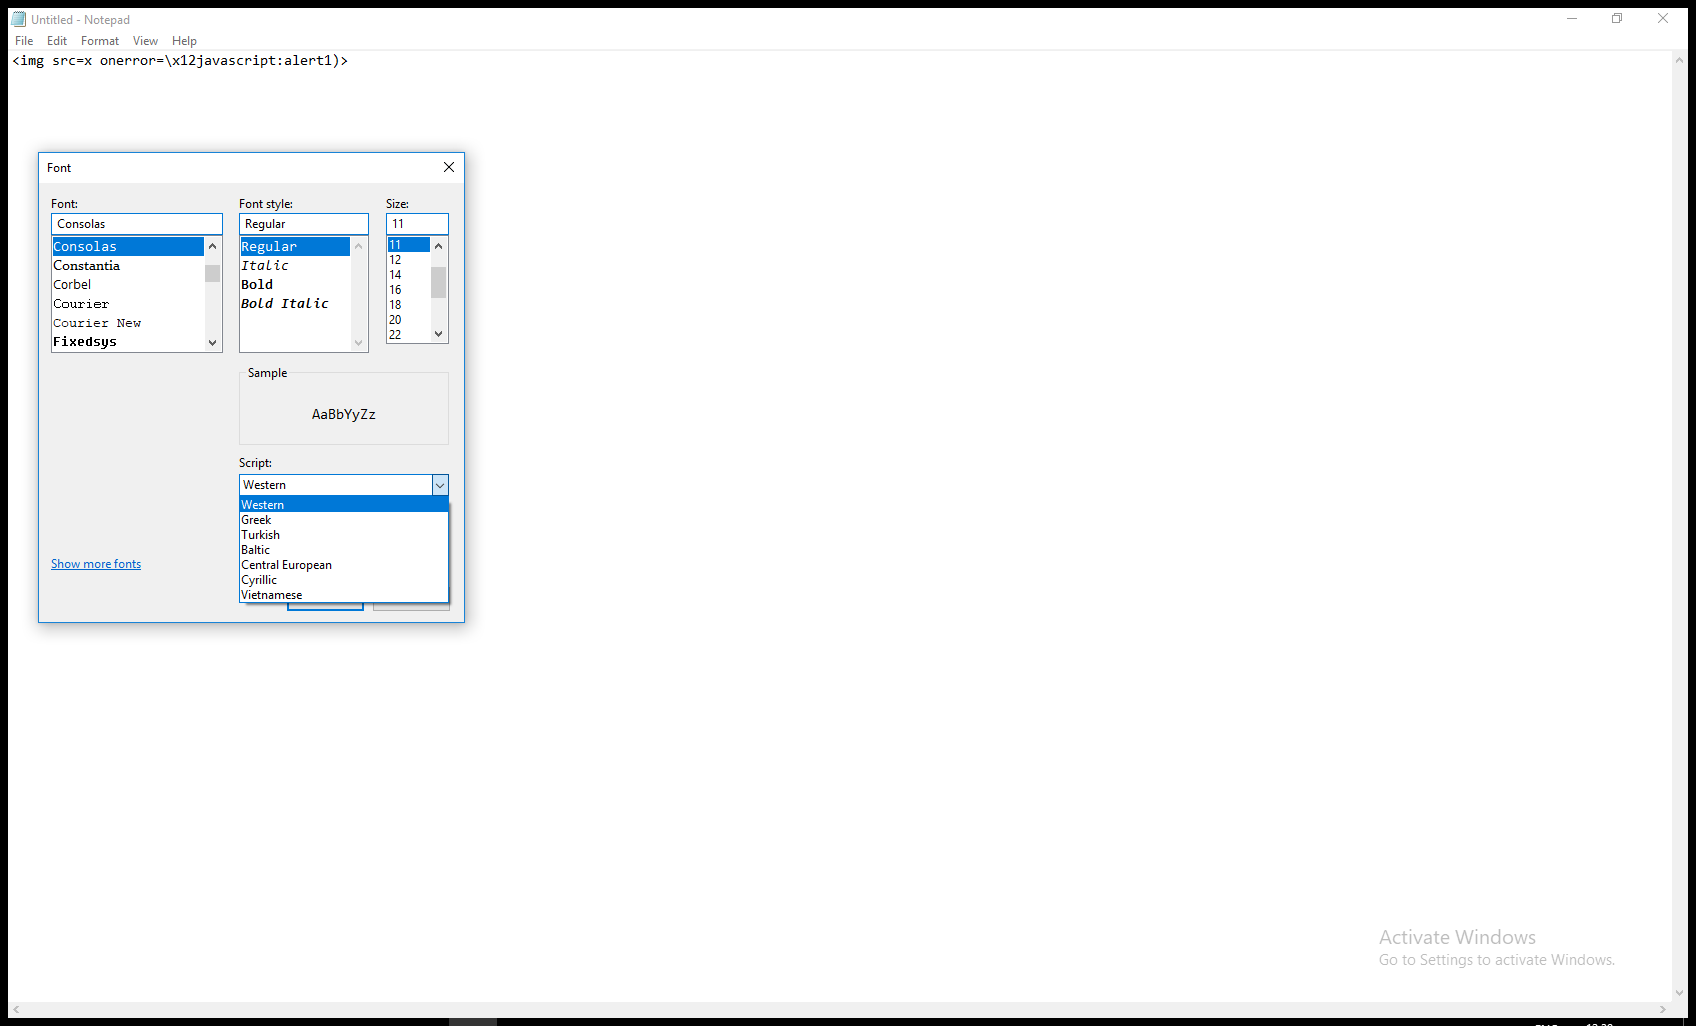 Untitled - Notepad
File Edit Format View Help
<img src=x onerror=\x12javascript:alert1)>
Font
Font: Font style: Size:
Consolas Regular 11
Consolas Regular 11
Constantia Italic 12
Corbel Bold 14
Courier Bold Italic 16
Courier New 18
Fixedsys 20
22
Sample
AaBbYyZz
Script:
Western
Western
Greek
Turkish
Baltic
Central European
Show more fonts
Cyrillic
Vietnamese
Activate Windows
Go to Settings to activate Windows.